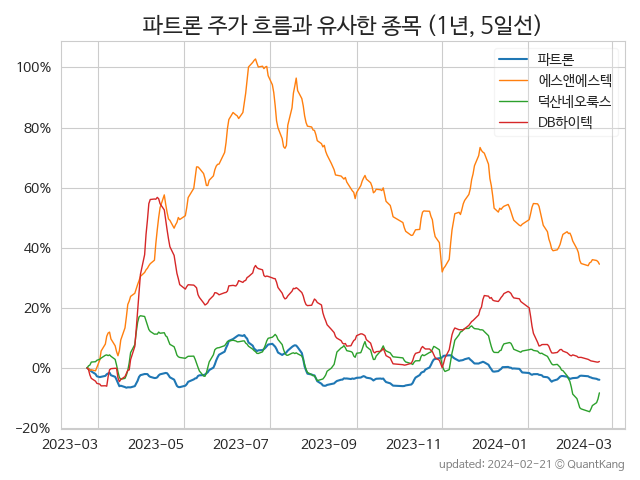 파트론 주가 흐름과 유사한 종목 (1년, 5일선)
파트론
에스앤에스텍
덕산네오룩스
DB하이텍
100%
80%
60%
40%
20%
0%
−20%
2023-03 2023-05 2023-07 2023-09 2023-11 2024-01 2024-03
updated: 2024-02-21 © QuantKang